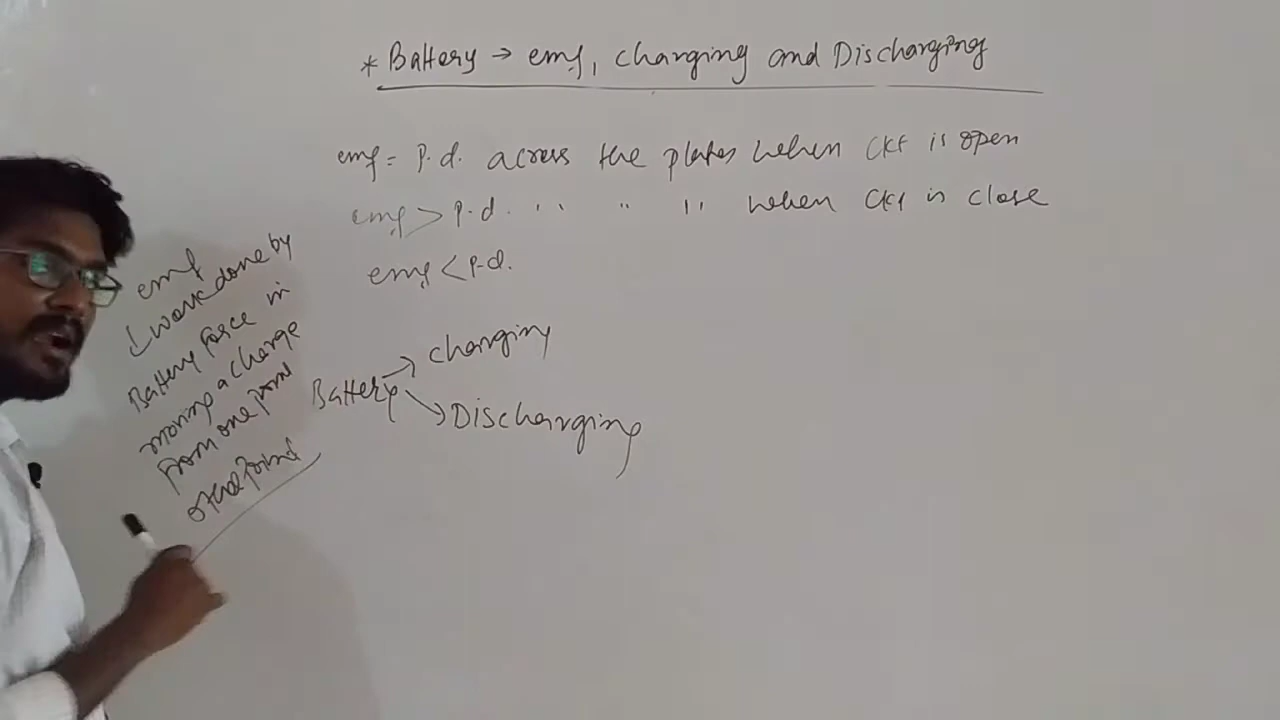 * Battery → emf, charging and Discharging
emf = p.d. across the plates when ckt is open
emf > p.d. " " " when ckt is close
emf < p.d.
emf
↳ work done by
Battery force in
moving a charge
from one point
other point
Battery → charging
→ Discharging